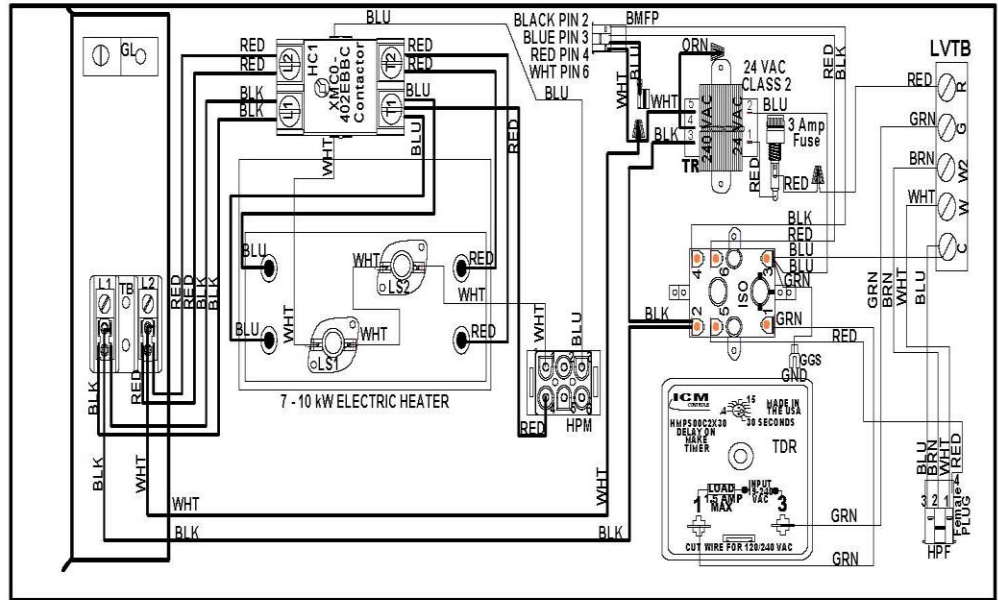 BLU
BLACK PIN 2
BLUE PIN 3
RED PIN 4
WHT PIN 6
BMFP
RED
BLK
LVTB
GL
RED
RED
BLK
BLK
L2
L1
HC1
XMCO-
402EBBC
Contactor
T2
T1
RED
RED
BLU
BLU
RED
BLU
WHT
WHT
BLU
ORN
WHT
BLK
5
4
3
240 VAC
24 VAC
2
1
TR
24 VAC
CLASS 2
BLU
3 Amp
Fuse
RED
RED
RED
GRN
BRN
WHT
R
G
W2
W
C
L1
TB
L2
RED
RED
BLK
BLK
BLU
BLU
WHT
WHT
LS2
WHT
LS1
RED
RED
WHT
WHT
BLU
7 - 10 kW ELECTRIC HEATER
RED
HPM
BLK
RED
BLU
BLU
GRN
4
6
3
ISO
2
5
1
BLK
GRN
RED
GGS
GND
GRN
BRN
WHT
BLU
ICM
CONTROLS
15
.4
30 SECONDS
MADE IN
THE USA
HMPS00C2X30
DELAY ON
MAKE
TIMER
TDR
LOAD
1.5 AMP
MAX
INPUT
19-240
VAC
1
3
CUT WIRE FOR 120/240 VAC
GRN
GRN
BLU
BRN
WHT
RED
3
2
1
4
Female
PLUG
HPF
BLK
RED
BLK
WHT
WHT
BLK
WHT
BLK